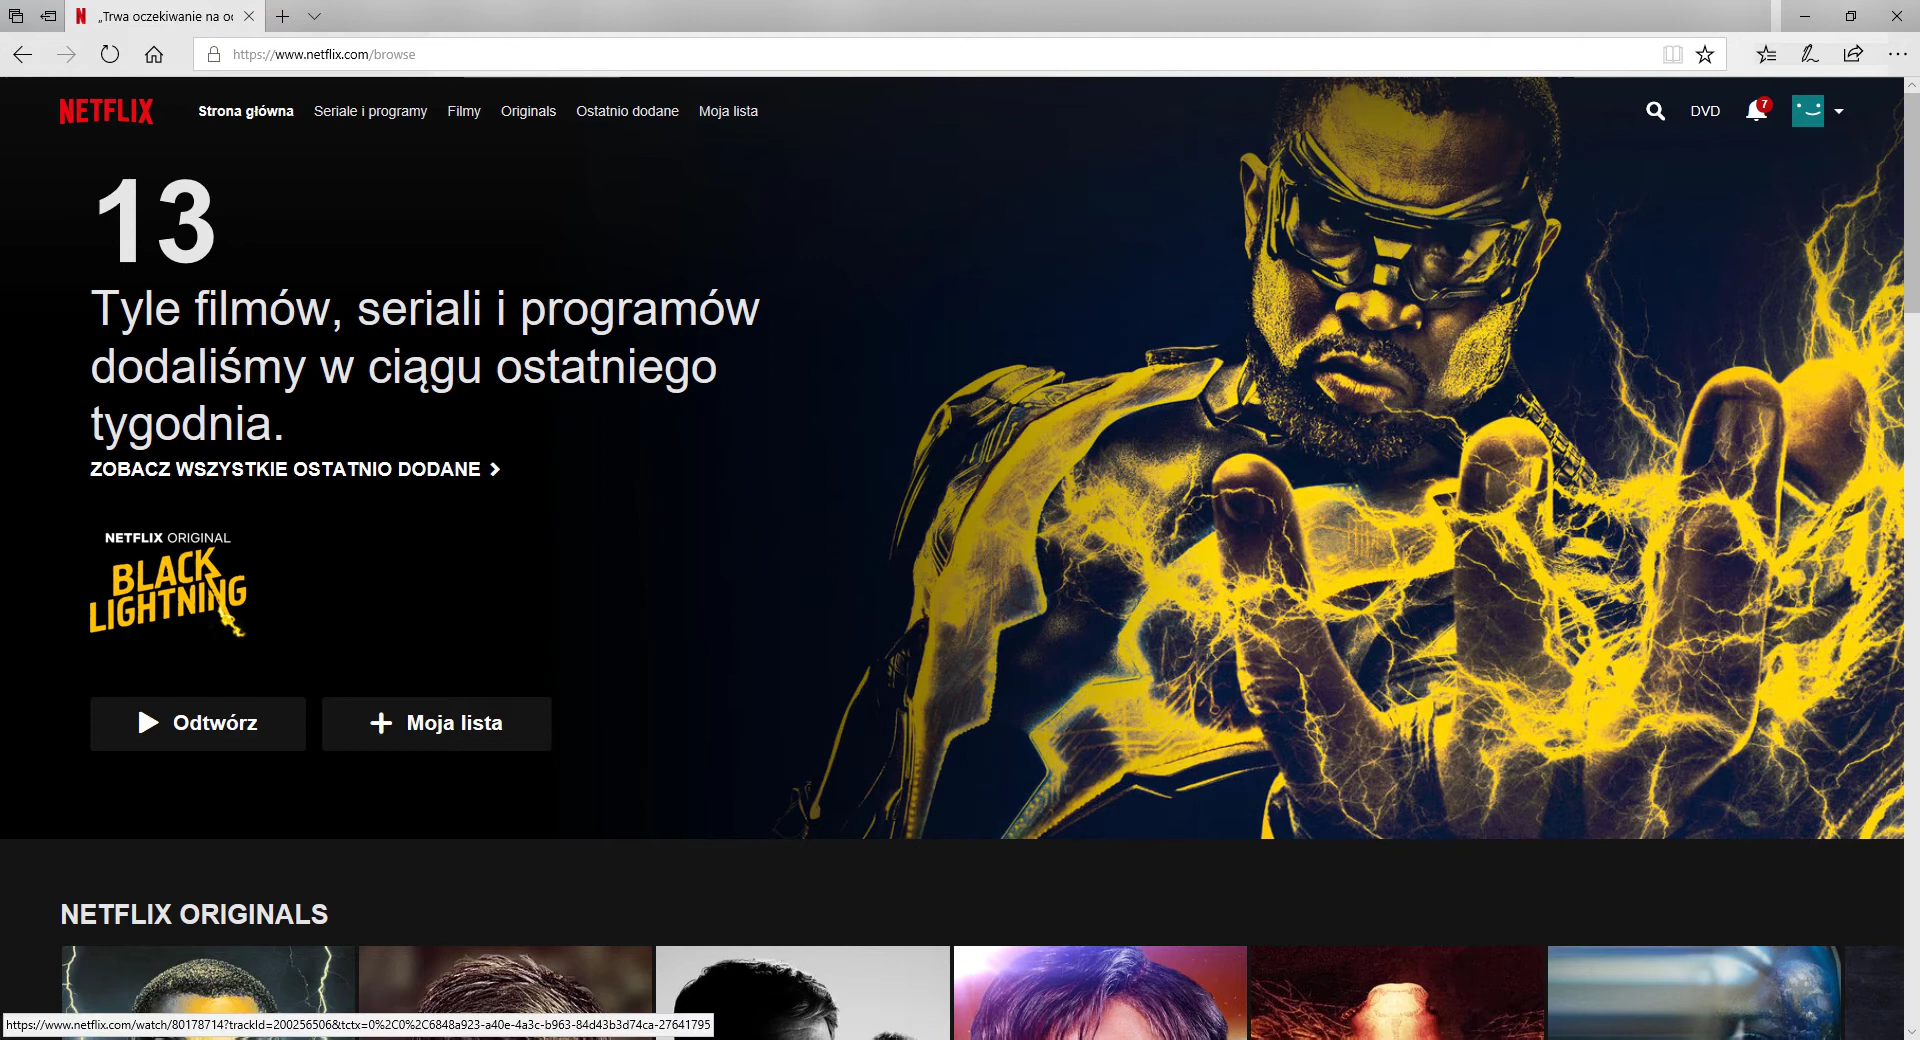 „Trwa oczekiwanie na oc
https://www.netflix.com/browse
NETFLIX
Strona główna
Seriale i programy
Filmy
Originals
Ostatnio dodane
Moja lista
DVD
7
13
Tyle filmów, seriali i programów
dodaliśmy w ciągu ostatniego
tygodnia.
ZOBACZ WSZYSTKIE OSTATNIO DODANE
NETFLIX ORIGINAL
BLACK
LIGHTNING
Odtwórz
Moja lista
NETFLIX ORIGINALS
https://www.netflix.com/watch/80178714?trackId=200256506&tctx=0%2C0%2C6848a923-a40e-4a3c-b963-84d43b3d74ca-27641795